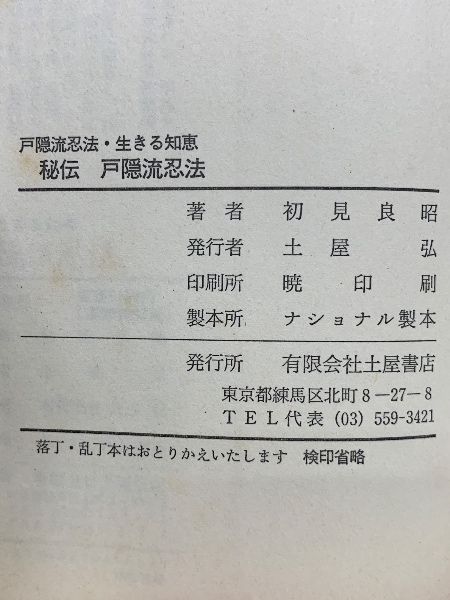 戸隠流忍法・生きる知恵
秘伝　戸隠流忍法
著者　初見良昭
発行者　土屋　弘
印刷所　暁印刷
製本所　ナショナル製本
発行所　有限会社土屋書店
東京都練馬区北町8－27－8
TEL代表 (03) 559-3421
落丁・乱丁本はおとりかえいたします　検印省略